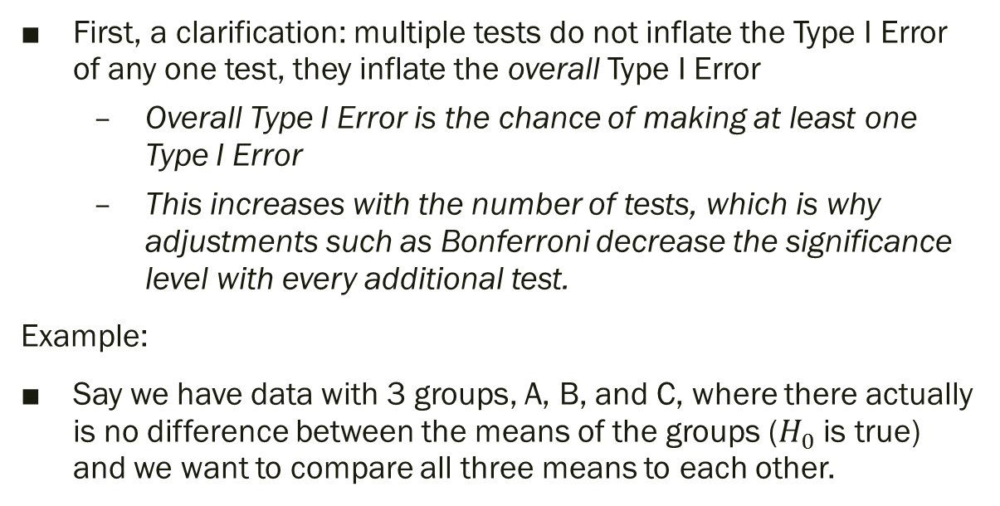 ■ First, a clarification: multiple tests do not inflate the Type I Error
of any one test, they inflate the overall Type I Error
– Overall Type I Error is the chance of making at least one
Type I Error
– This increases with the number of tests, which is why
adjustments such as Bonferroni decrease the significance
level with every additional test.
Example:
■ Say we have data with 3 groups, A, B, and C, where there actually
is no difference between the means of the groups (H₀ is true)
and we want to compare all three means to each other.